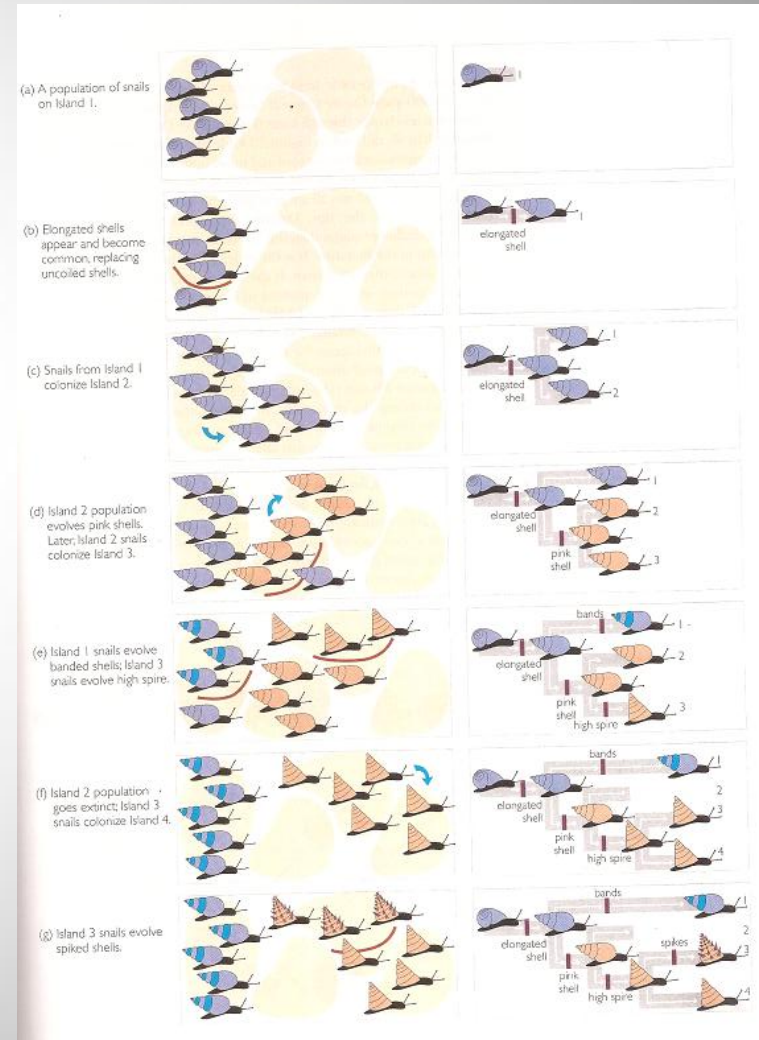 (a) A population of snails
on Island 1.
1
(b) Elongated shells
appear and become
common, replacing
uncoiled shells.
1
elongated
shell
(c) Snails from Island 1
colonize Island 2.
1
elongated
shell
2
(d) Island 2 population
evolves pink shells.
Later, Island 2 snails
colonize Island 3.
1
2
elongated
shell
pink
shell
3
(e) Island 1 snails evolve
banded shells; Island 3
snails evolve high spire.
bands
1
2
elongated
shell
pink
shell
high spire
3
(f) Island 2 population
goes extinct; Island 3
snails colonize Island 4.
bands
1
2
elongated
shell
3
pink
shell
high spire
4
(g) Island 3 snails evolve
spiked shells.
bands
1
2
elongated
shell
spikes
3
pink
shell
high spire
4